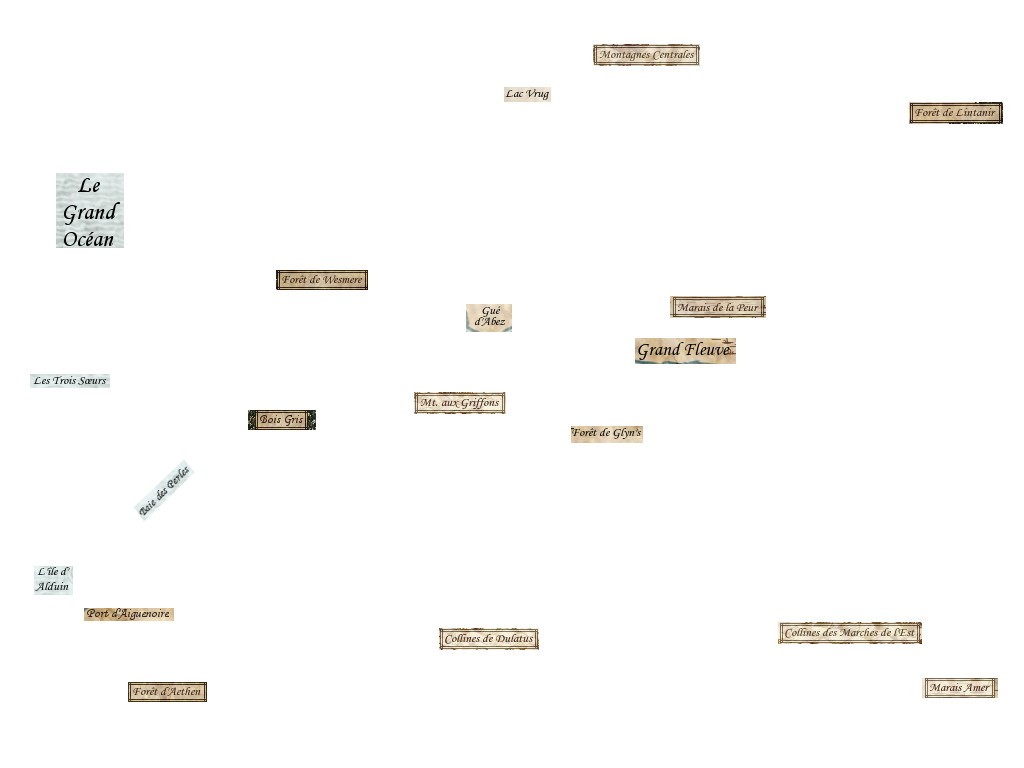 Montagnes Centrales
Lac Vrug
Forêt de Lintanir
Le
Grand
Océan
Forêt de Wesmere
Gué
d'Abez
Marais de la Peur
Grand Fleuve
Les Trois Sœurs
Mt. aux Griffons
Bois Gris
Forêt de Glyn's
Baie des Perles
L'île d'
Alduin
Port d'Aiguenoire
Collines de Dulatus
Collines des Marches de l'Est
Forêt d'Aethen
Marais Amer